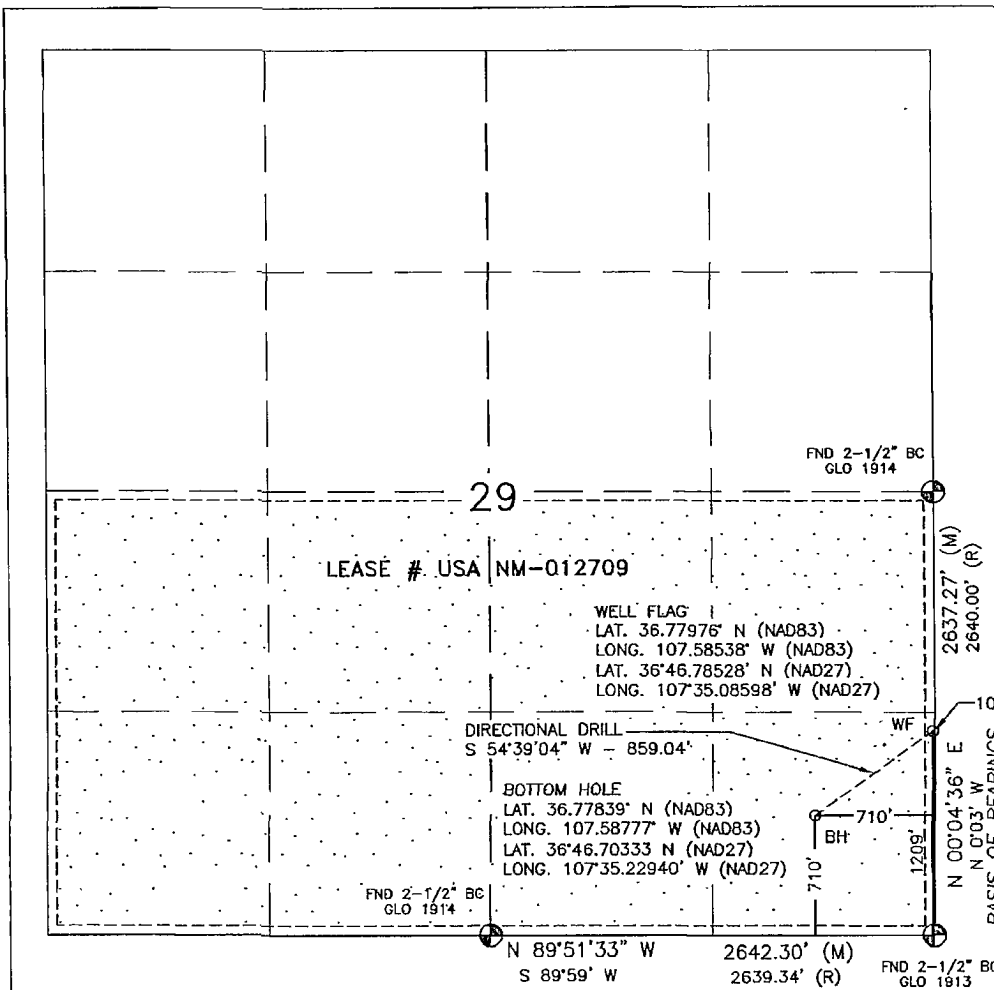 FND 2-1/2" BC
GLO 1914
29
2637.27' (M)
2640.00' (R)
LEASE # USA NM-012709
WELL FLAG
LAT. 36.77976° N (NAD83)
LONG. 107.58538° W (NAD83)
LAT. 36°46.78528' N (NAD27)
LONG. 107°35.08598' W (NAD27)
10
WF
DIRECTIONAL DRILL
S 54°39'04" W - 859.04'
BOTTOM HOLE
LAT. 36.77839° N (NAD83)
LONG. 107.58777° W (NAD83)
LAT. 36°46.70333 N (NAD27)
LONG. 107°35.22940' W (NAD27)
710'
BH
710'
1209'
N 00°04'36" E
N 0°03' W
BASIS OF BEARINGS
FND 2-1/2" BC
GLO 1914
N 89°51'33" W
2642.30' (M)
S 89°59' W
2639.34' (R)
FND 2-1/2" BC
GLO 1913